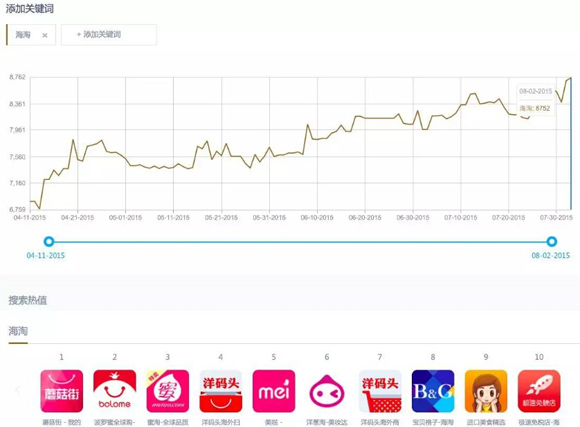 添加关键词
海淘 ×
+ 添加关键词
8,762
8,361
7,961
7,560
7,160
6,759
08-02-2015
海淘: 8752
04-11-2015 04-21-2015 05-01-2015 05-11-2015 05-21-2015 05-31-2015 06-10-2015 06-20-2015 06-30-2015 07-10-2015 07-20-2015 07-30-2015
04-11-2015 08-02-2015
搜索热值
海淘
1 2 3 4 5 6 7 8 9 10
蘑菇街
bolome
蜜
洋码头
mei
洋码头
B&G
极速免税店
蘑菇街 - 我的 波罗蜜全球购- 蜜淘-全球品质 洋码头海外扫 美啦 - 洋葱淘-美妆达 洋码头海外商 宝贝格子-海淘 进口美食精选 极速免税店-海